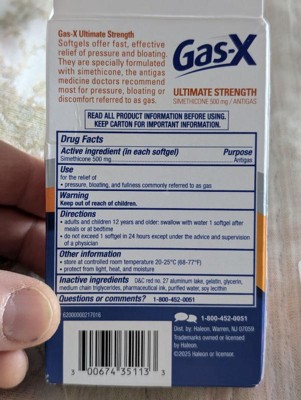 Gas-X Ultimate Strength
Softgels offer fast, effective
relief of pressure and bloating.
They are specially formulated
with simethicone, the antigas
medicine doctors recommend
most for pressure, bloating or
discomfort referred to as gas.
Gas-X
ULTIMATE STRENGTH
SIMETHICONE 500 mg / ANTIGAS
READ ALL PRODUCT INFORMATION BEFORE USING.
KEEP CARTON FOR IMPORTANT INFORMATION.
Drug Facts
Active ingredient (in each softgel) Purpose
Simethicone 500 mg Antigas
Use
for the relief of
• pressure, bloating, and fullness commonly referred to as gas
Warning
Keep out of reach of children.
Directions
• adults and children 12 years and older: swallow with water 1 softgel after
meals or at bedtime
• do not exceed 1 softgel in 24 hours except under the advice and supervision
of a physician
Other information
• store at controlled room temperature 20-25°C (68-77°F)
• protect from light, heat, and moisture
Inactive ingredients D&C red no. 27 aluminum lake, gelatin, glycerin,
medium chain triglycerides, pharmaceutical ink, purified water, soy lecithin
Questions or comments? 1-800-452-0051
62000000217016
3 00674 35113 3
1-800-452-0051
Dist. by: Haleon, Warren, NJ 07059
Trademarks owned or licensed
by Haleon.
©2025 Haleon or licensor.